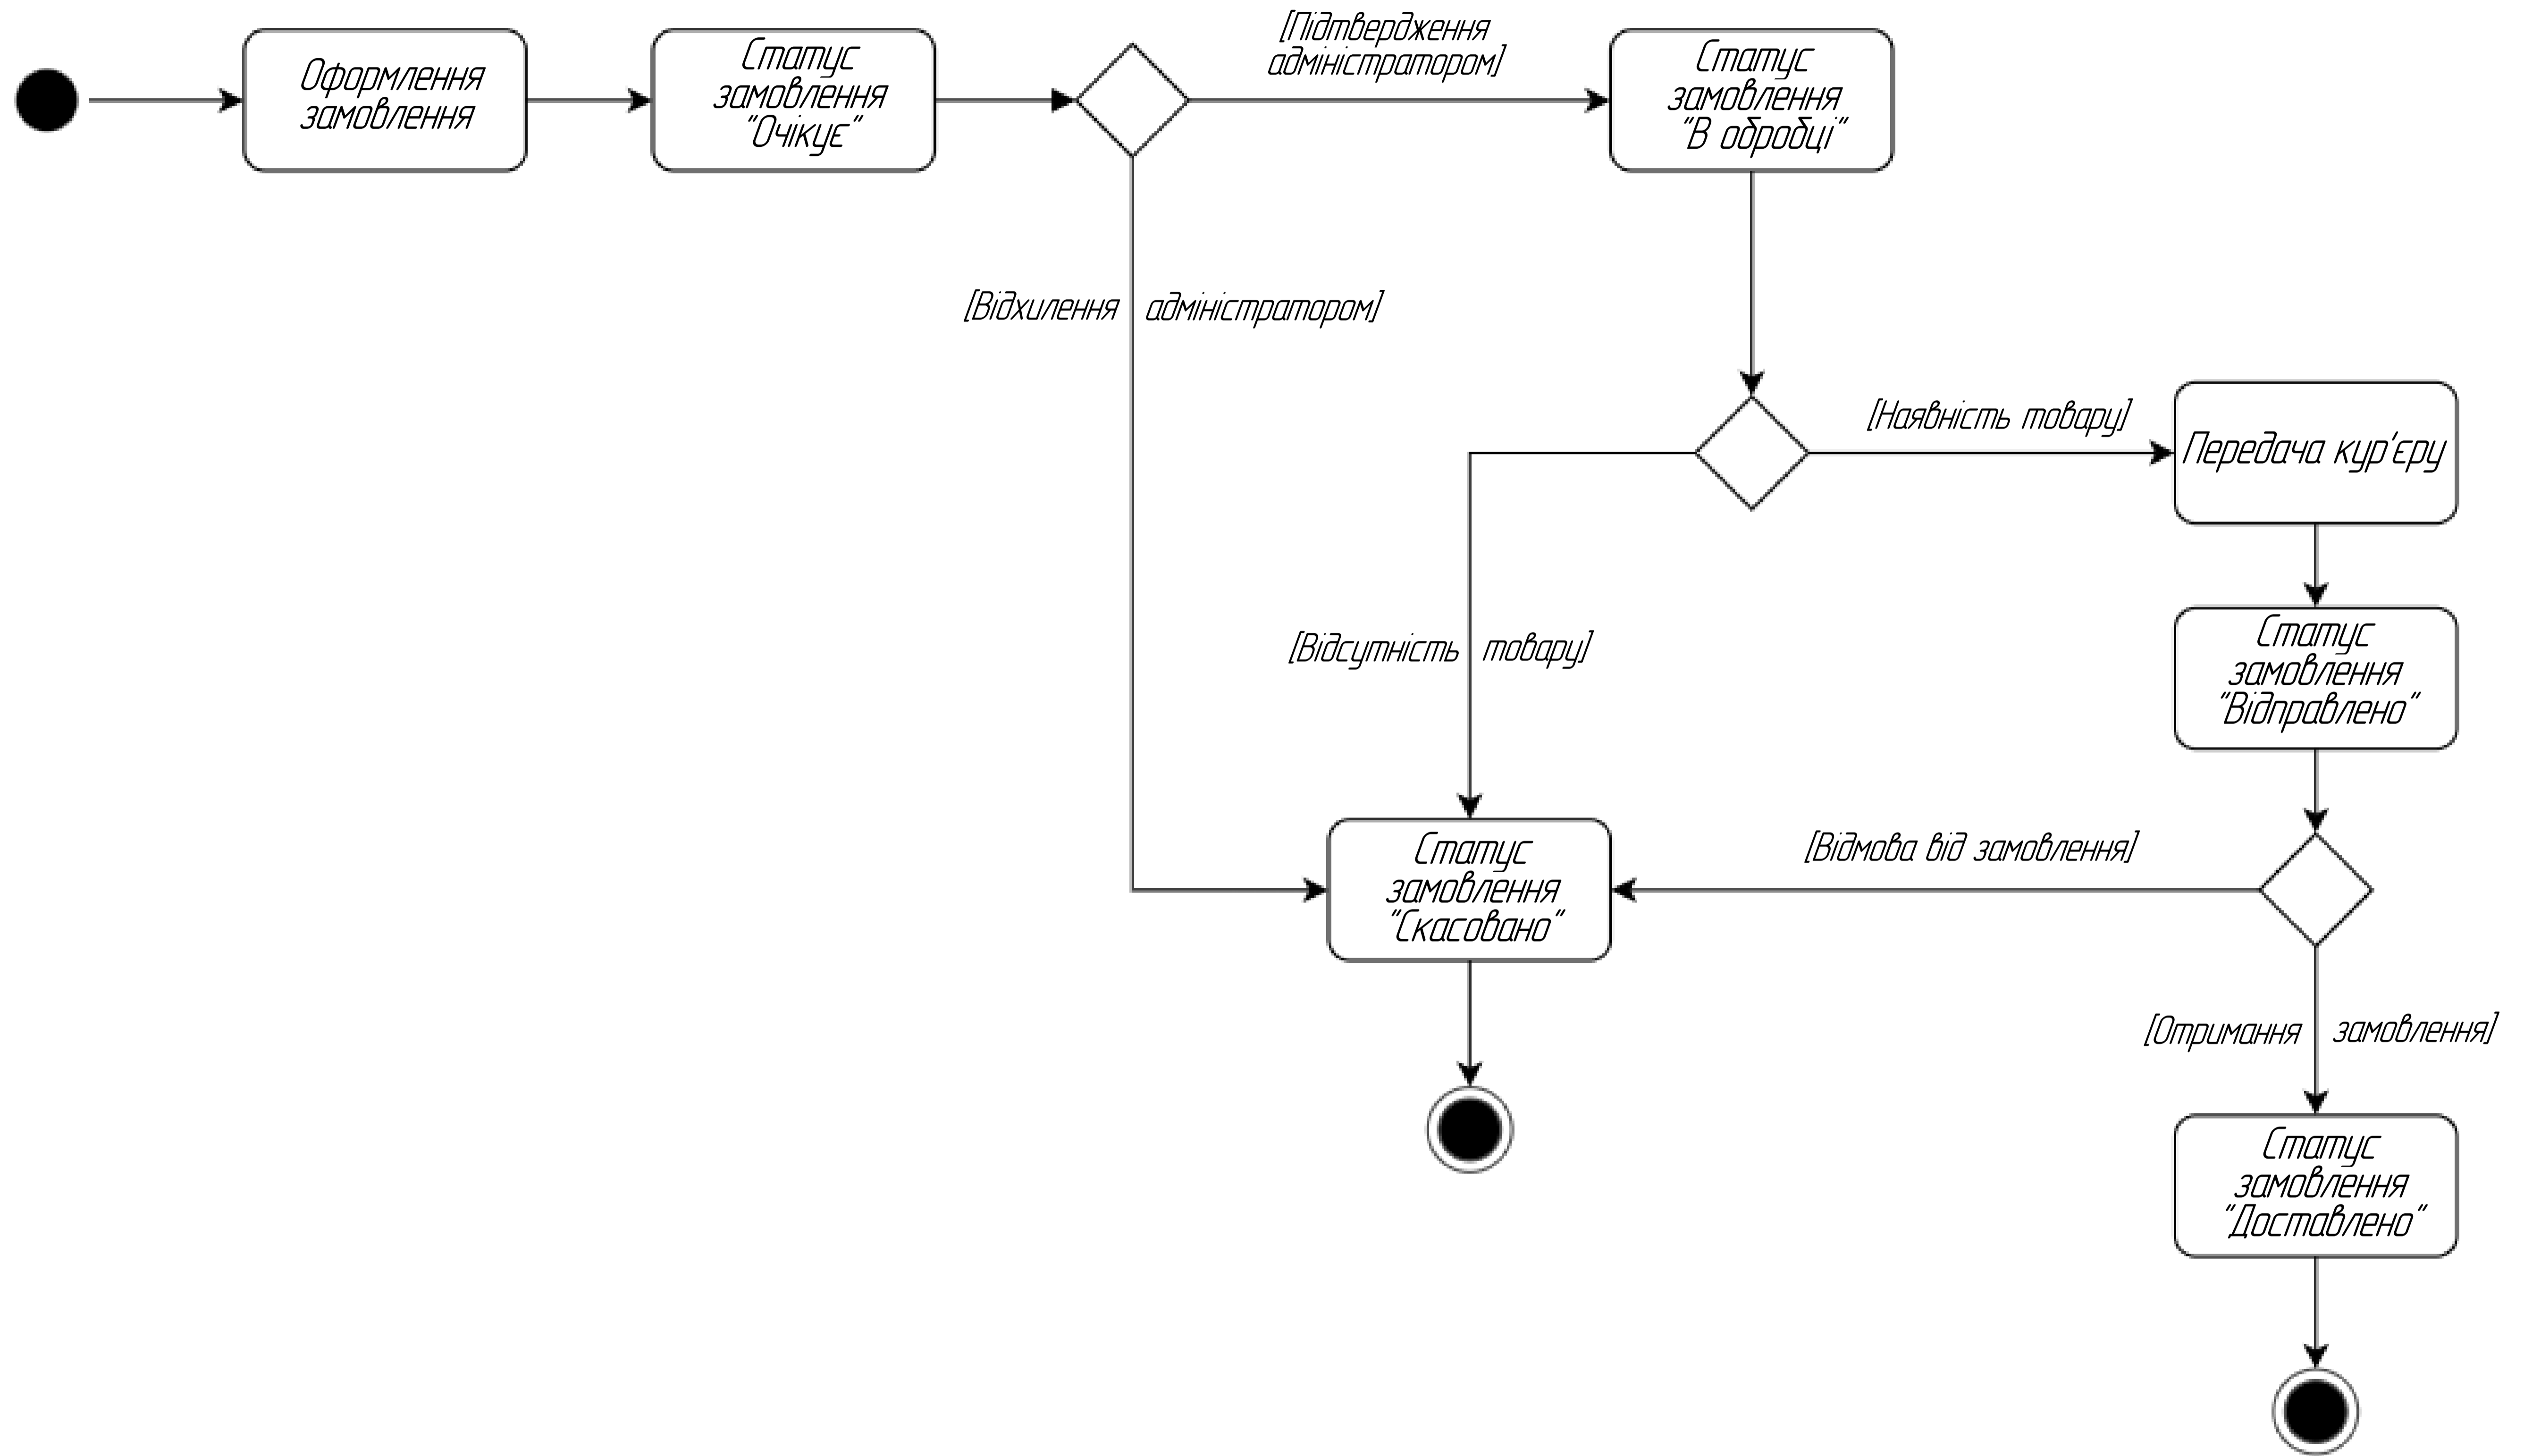 Оформлення
замовлення
Статус
замовлення
"Очікує"
[Підтвердження
адміністратором]
Статус
замовлення
"В обробці"
[Відхилення адміністратором]
[Наявність товару]
Передача кур'єру
[Відсутність товару]
Статус
замовлення
"Відправлено"
Статус
замовлення
"Скасовано"
[Відмова від замовлення]
[Отримання замовлення]
Статус
замовлення
"Доставлено"